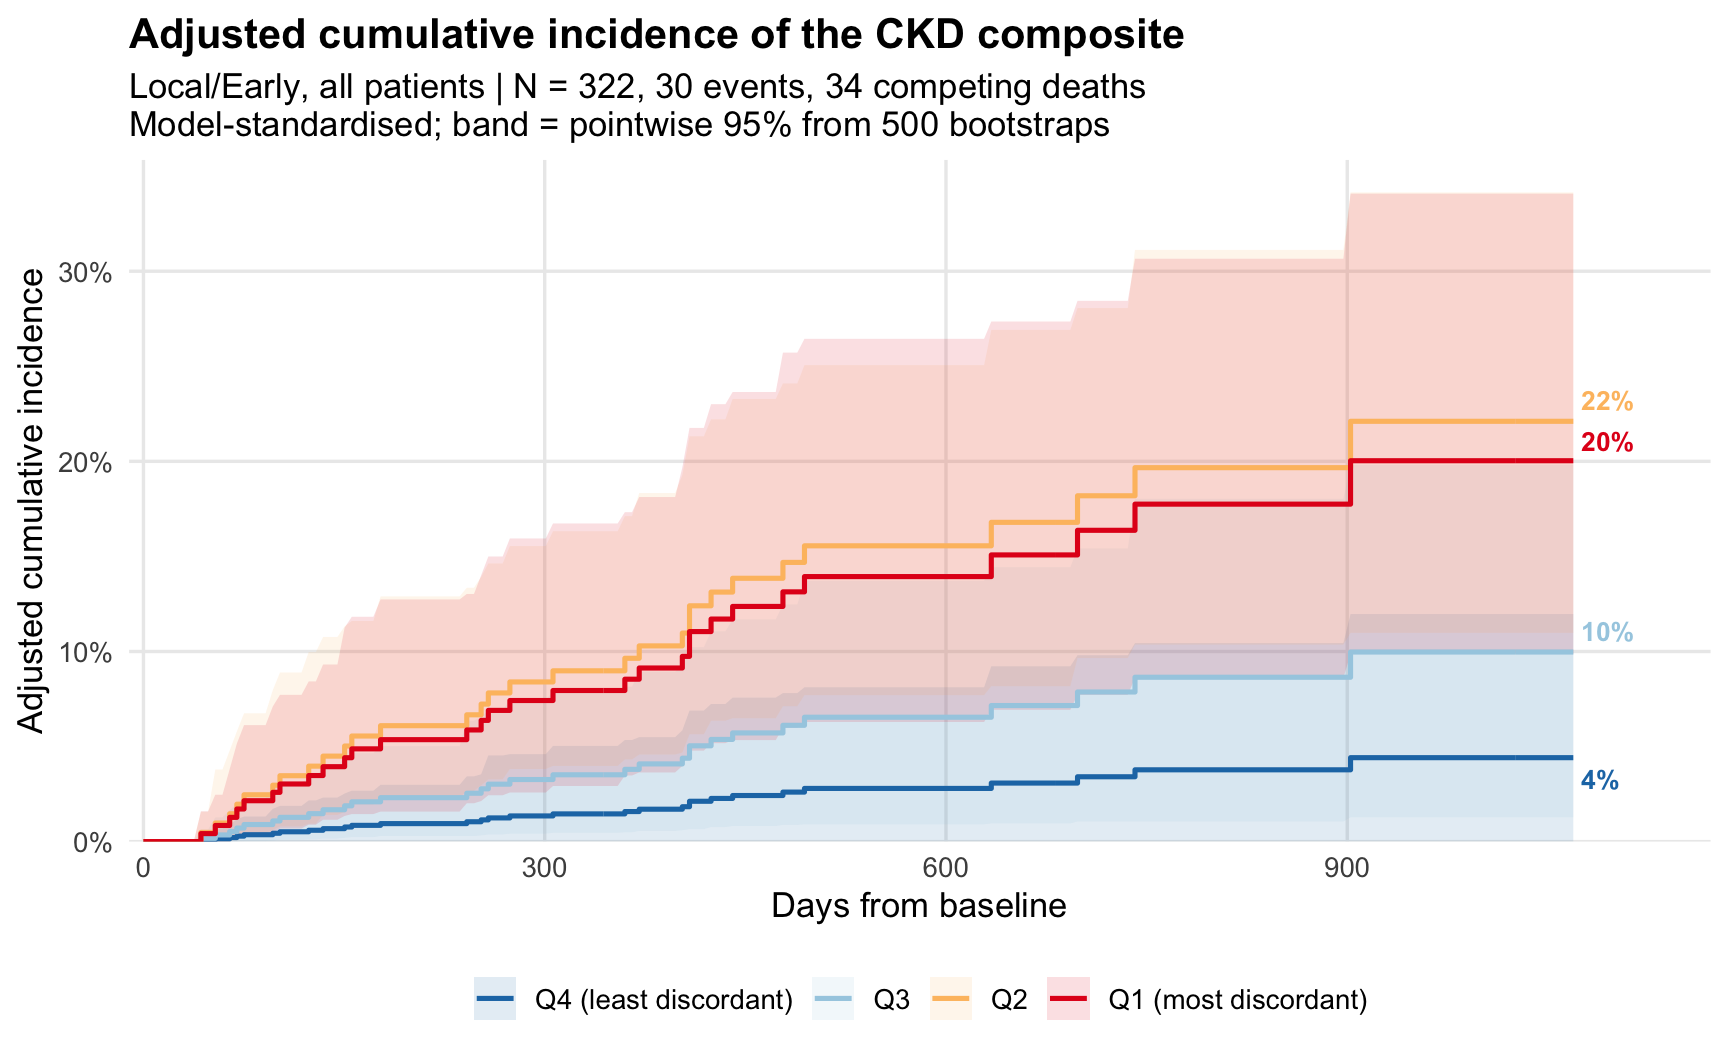 Adjusted cumulative incidence of the CKD composite
Local/Early, all patients | N = 322, 30 events, 34 competing deaths
Model-standardised; band = pointwise 95% from 500 bootstraps
Adjusted cumulative incidence
30%
20%
10%
0%
22%
20%
10%
4%
0 300 600 900
Days from baseline
Q4 (least discordant) Q3 Q2 Q1 (most discordant)